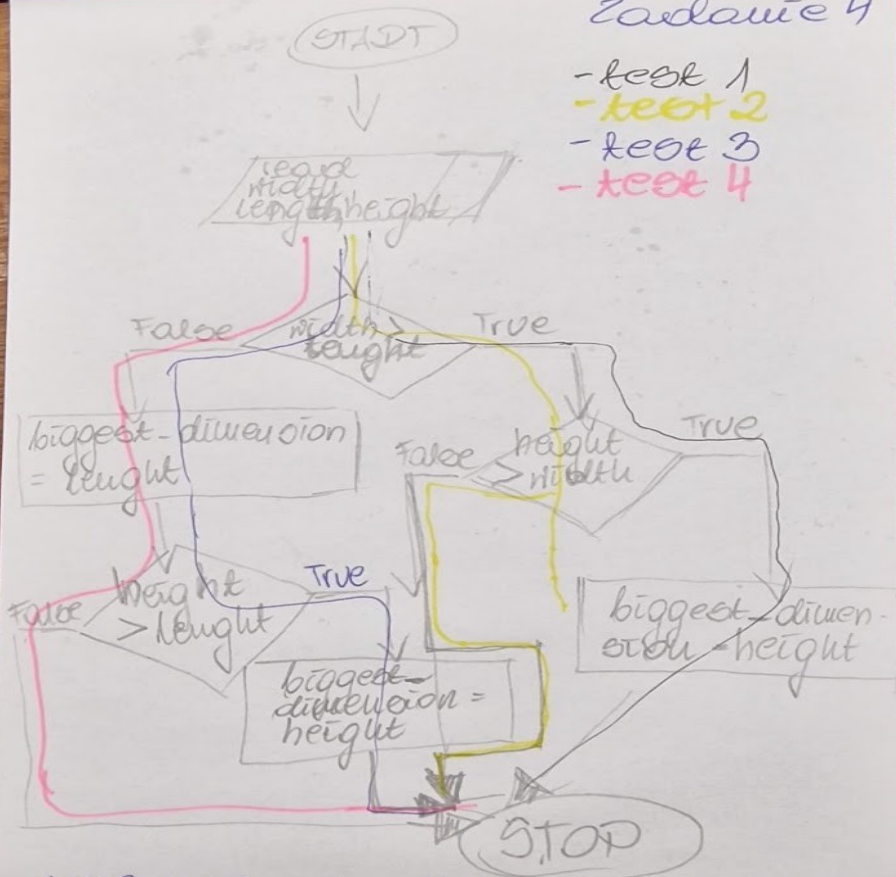 Zadanie 4
START
- test 1
- test 2
- test 3
- test 4
read
width,
length, height
False
width >
lenght
True
biggest_dimension
= lenght
False
height
> width
True
False
height
> lenght
True
biggest_dimen-
sion = height
biggest_
dimension =
height
STOP